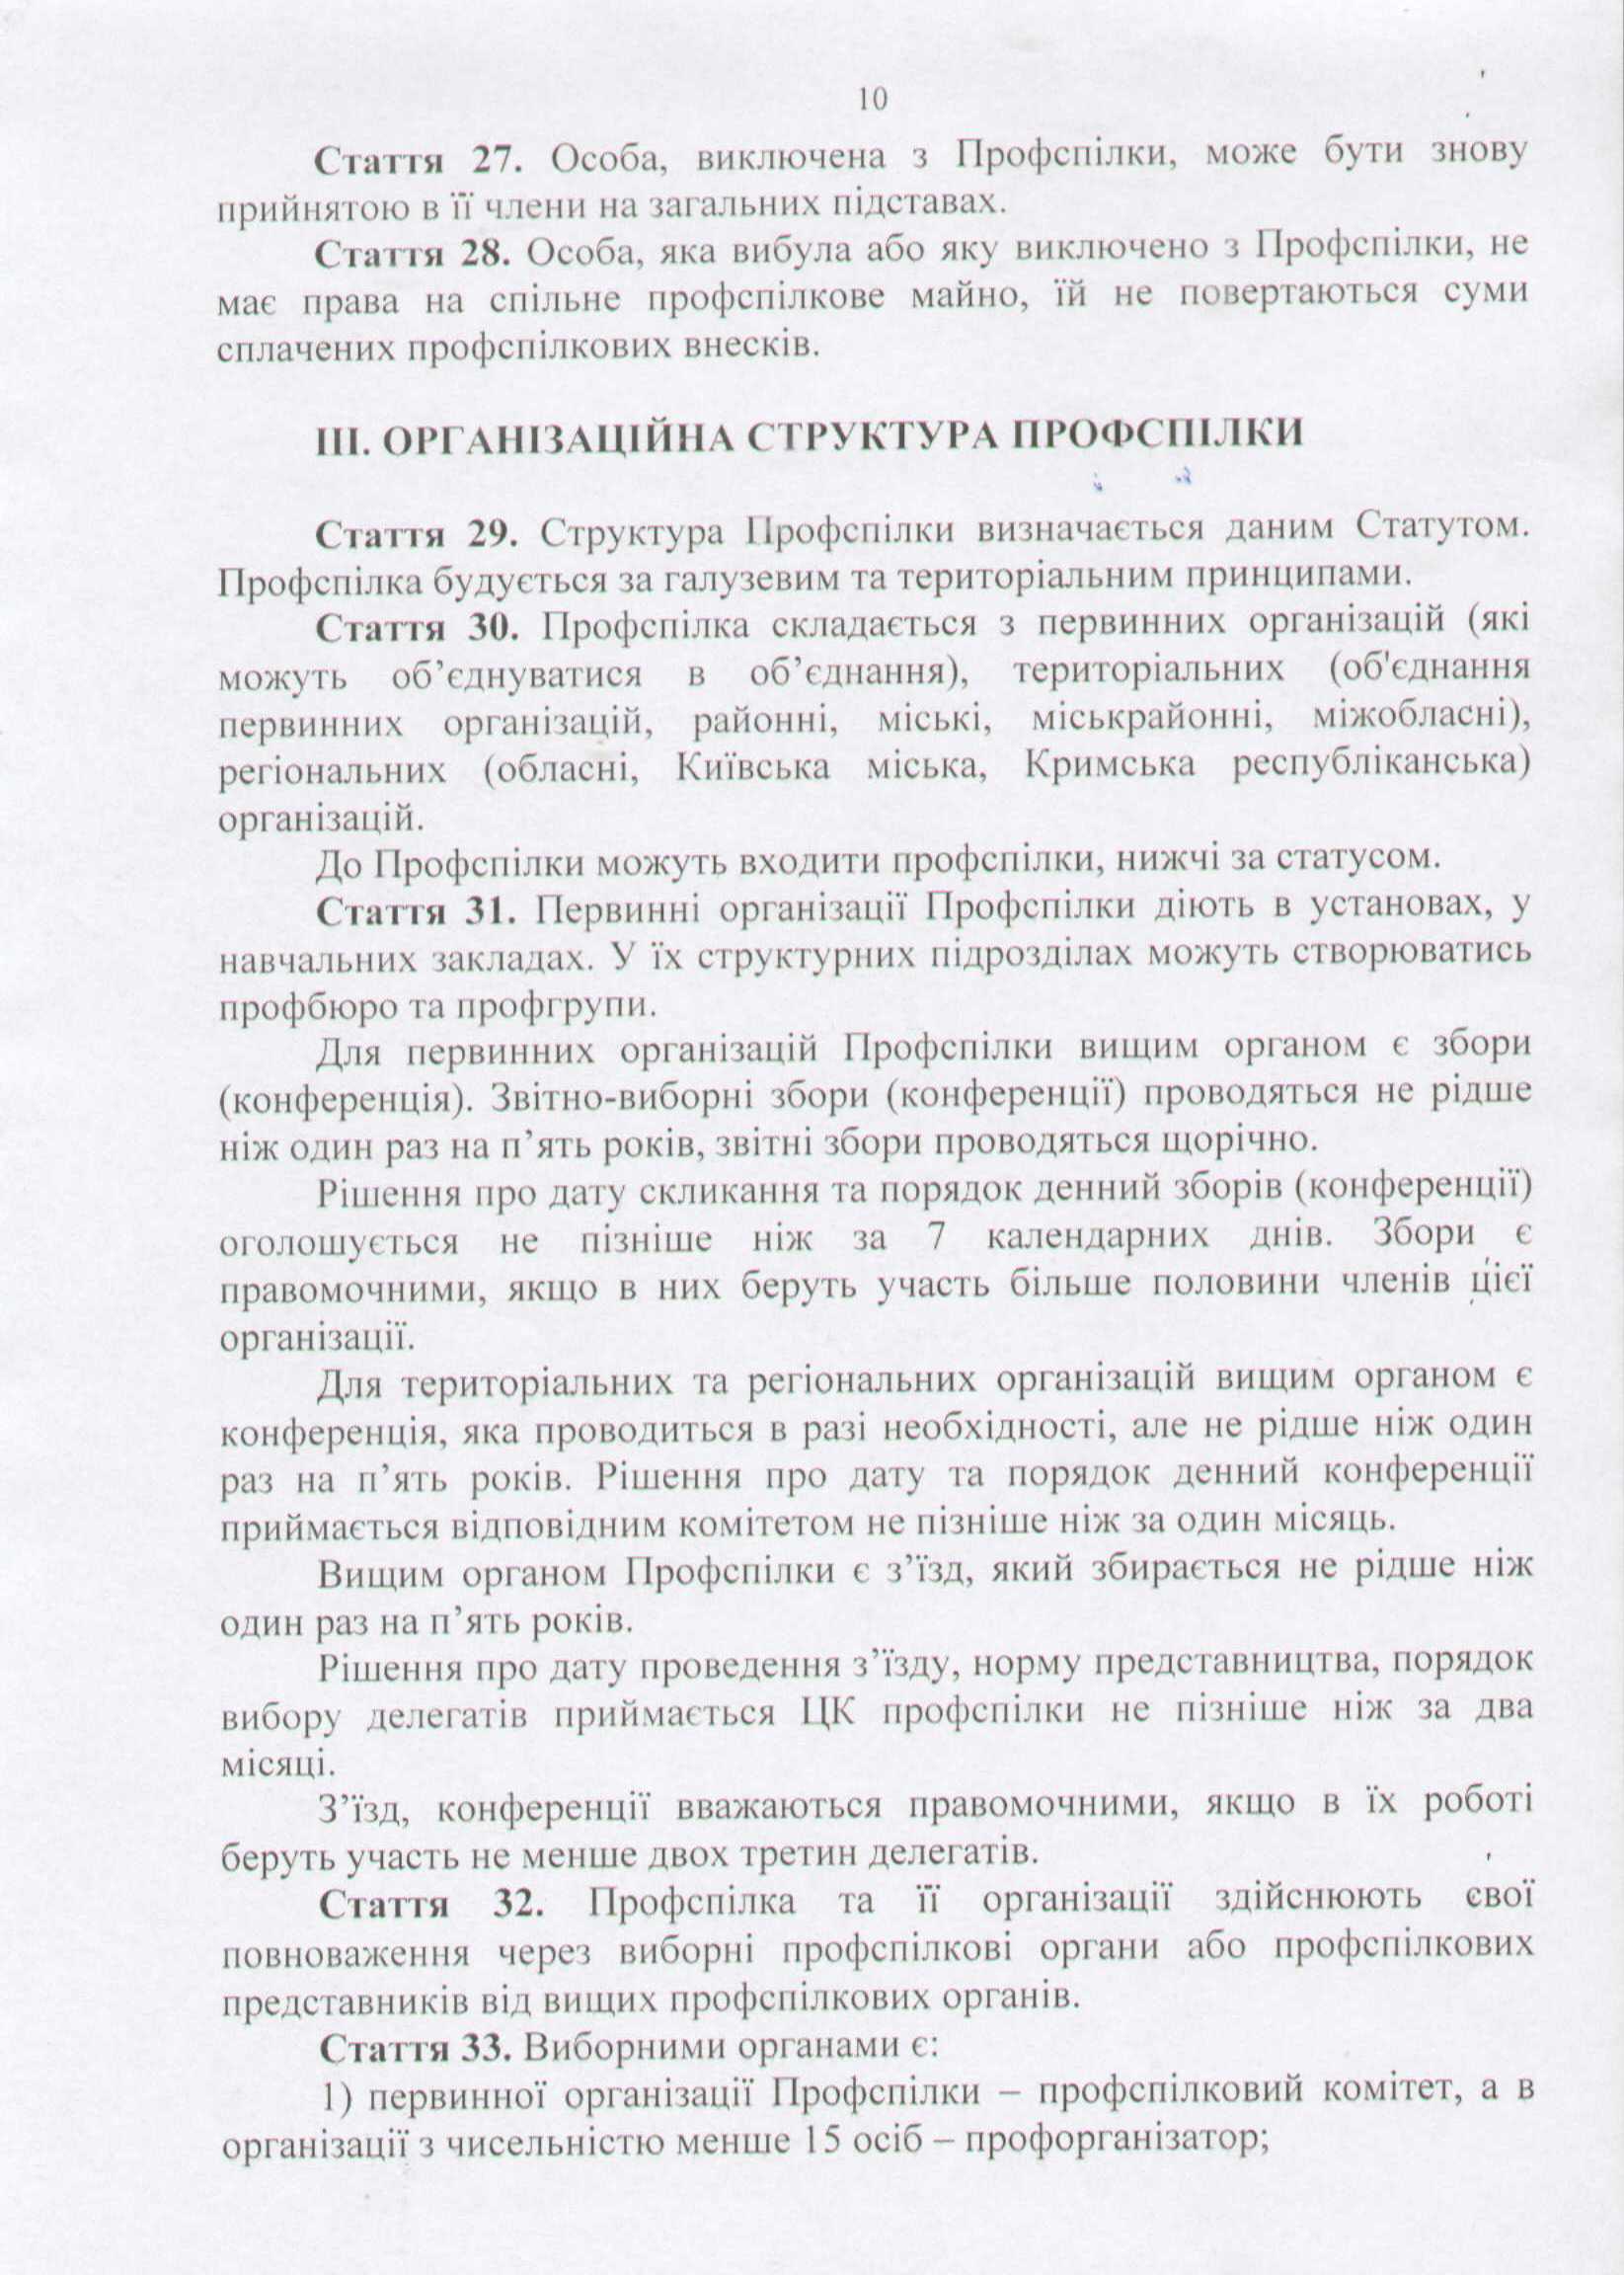 10
Стаття 27. Особа, виключена з Профспілки, може бути знову
прийнятою в її члени на загальних підставах.
Стаття 28. Особа, яка вибула або яку виключено з Профспілки, не
має права на спільне профспілкове майно, їй не повертаються суми
сплачених профспілкових внесків.
ІІІ. ОРГАНІЗАЦІЙНА СТРУКТУРА ПРОФСПІЛКИ
Стаття 29. Структура Профспілки визначається даним Статутом.
Профспілка будується за галузевим та територіальним принципами.
Стаття 30. Профспілка складається з первинних організацій (які
можуть об’єднуватися в об’єднання), територіальних (об'єднання
первинних організацій, районні, міські, міськрайонні, міжобласні),
регіональних (обласні, Київська міська, Кримська республіканська)
організацій.
До Профспілки можуть входити профспілки, нижчі за статусом.
Стаття 31. Первинні організації Профспілки діють в установах, у
навчальних закладах. У їх структурних підрозділах можуть створюватись
профбюро та профгрупи.
Для первинних організацій Профспілки вищим органом є збори
(конференція). Звітно-виборні збори (конференції) проводяться не рідше
ніж один раз на п’ять років, звітні збори проводяться щорічно.
Рішення про дату скликання та порядок денний зборів (конференції)
оголошується не пізніше ніж за 7 календарних днів. Збори є
правомочними, якщо в них беруть участь більше половини членів цієї
організації.
Для територіальних та регіональних організацій вищим органом є
конференція, яка проводиться в разі необхідності, але не рідше ніж один
раз на п’ять років. Рішення про дату та порядок денний конференції
приймається відповідним комітетом не пізніше ніж за один місяць.
Вищим органом Профспілки є з’їзд, який збирається не рідше ніж
один раз на п’ять років.
Рішення про дату проведення з’їзду, норму представництва, порядок
вибору делегатів приймається ЦК профспілки не пізніше ніж за два
місяці.
З’їзд, конференції вважаються правомочними, якщо в їх роботі
беруть участь не менше двох третин делегатів.
Стаття 32. Профспілка та її організації здійснюють свої
повноваження через виборні профспілкові органи або профспілкових
представників від вищих профспілкових органів.
Стаття 33. Виборними органами є:
1) первинної організації Профспілки – профспілковий комітет, а в
організації з чисельністю менше 15 осіб – профорганізатор;